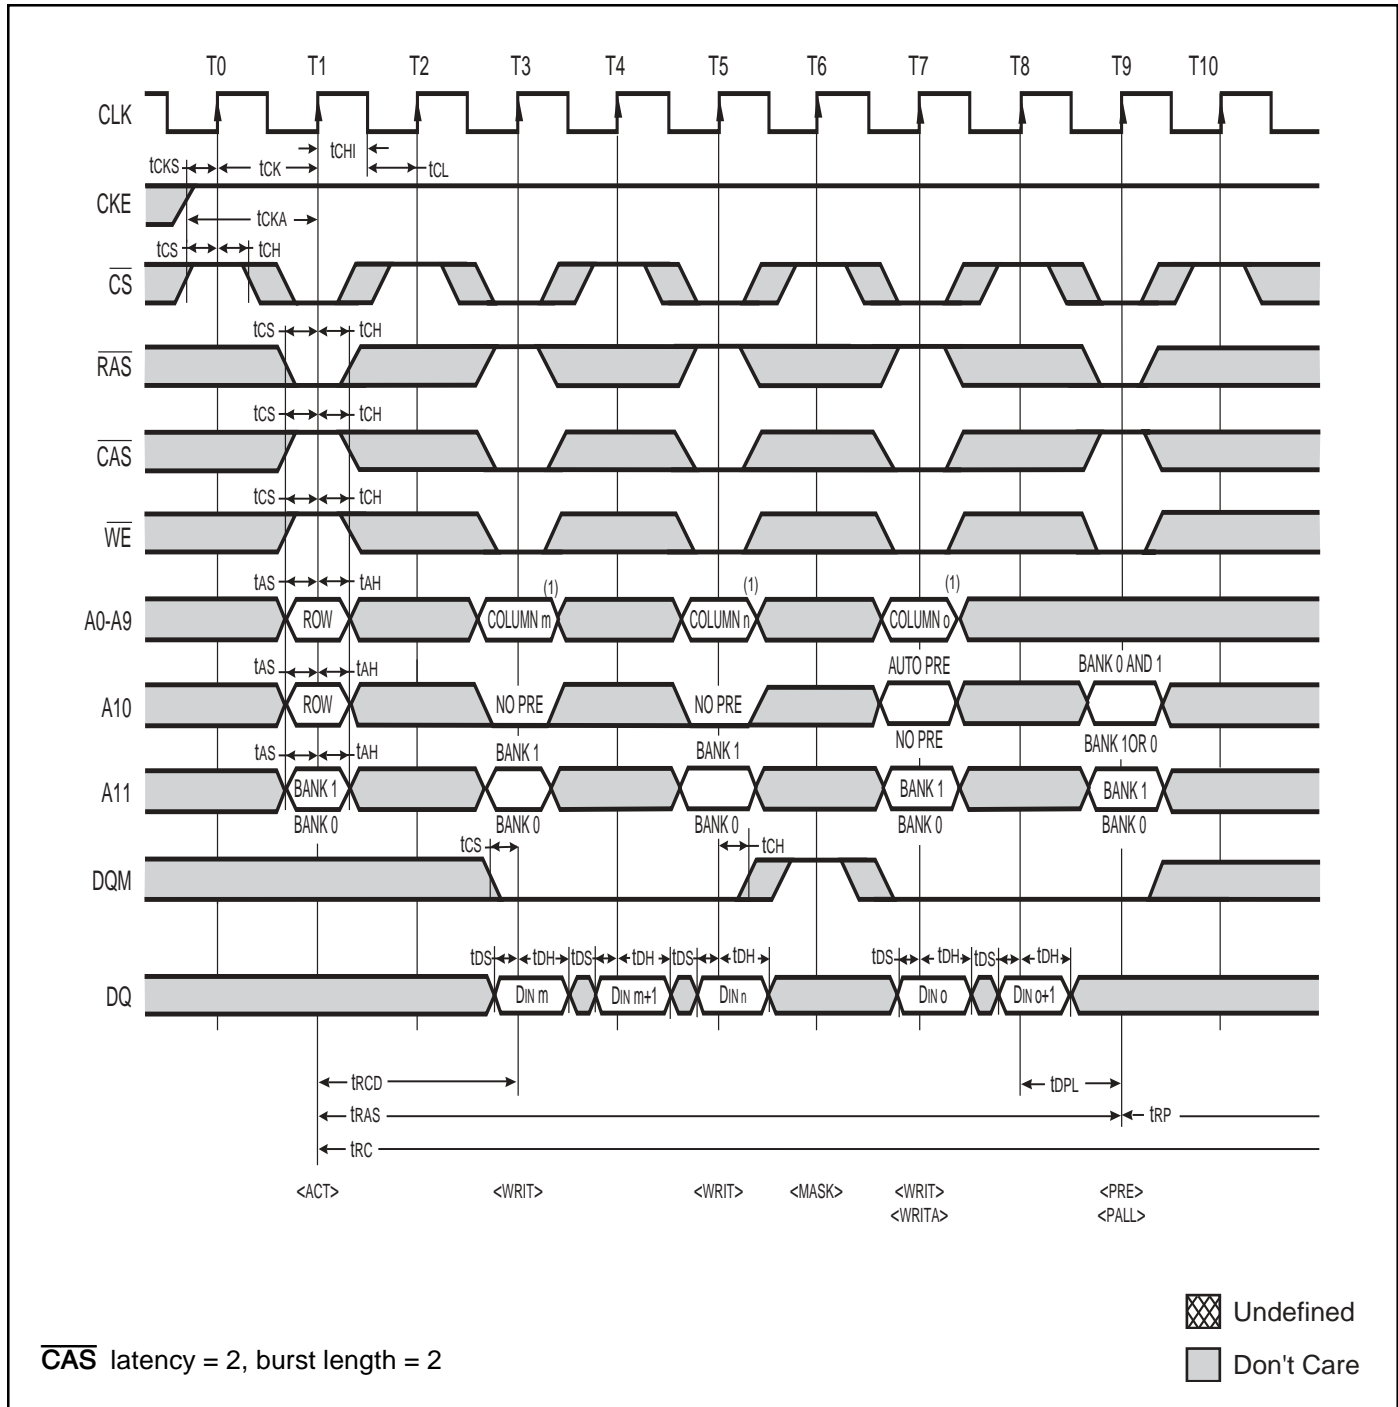 T0 T1 T2 T3 T4 T5 T6 T7 T8 T9 T10
CLK
tCHI
tCKS tCK tCL
CKE
tCKA
tCS tCH
CS
tCS tCH
RAS
tCS tCH
CAS
tCS tCH
WE
tAS tAH (1) (1) (1)
A0-A9 ROW COLUMN m COLUMN n COLUMN o
tAS tAH AUTO PRE BANK 0 AND 1
A10 ROW NO PRE NO PRE
NO PRE BANK 1OR 0
tAS tAH BANK 1 BANK 1
A11 BANK 1 BANK 1 BANK 1
BANK 0 BANK 0 BANK 0 BANK 0 BANK 0
tCS tCH
DQM
tDS tDH tDS tDH tDS tDH tDS tDH tDS tDH
DQ DIN m DIN m+1 DIN n DIN o DIN o+1
tRCD tDPL
tRAS tRP
tRC
<ACT> <WRIT> <WRIT> <MASK> <WRIT> <PRE>
<WRITA> <PALL>
Undefined
CAS latency = 2, burst length = 2
Don't Care